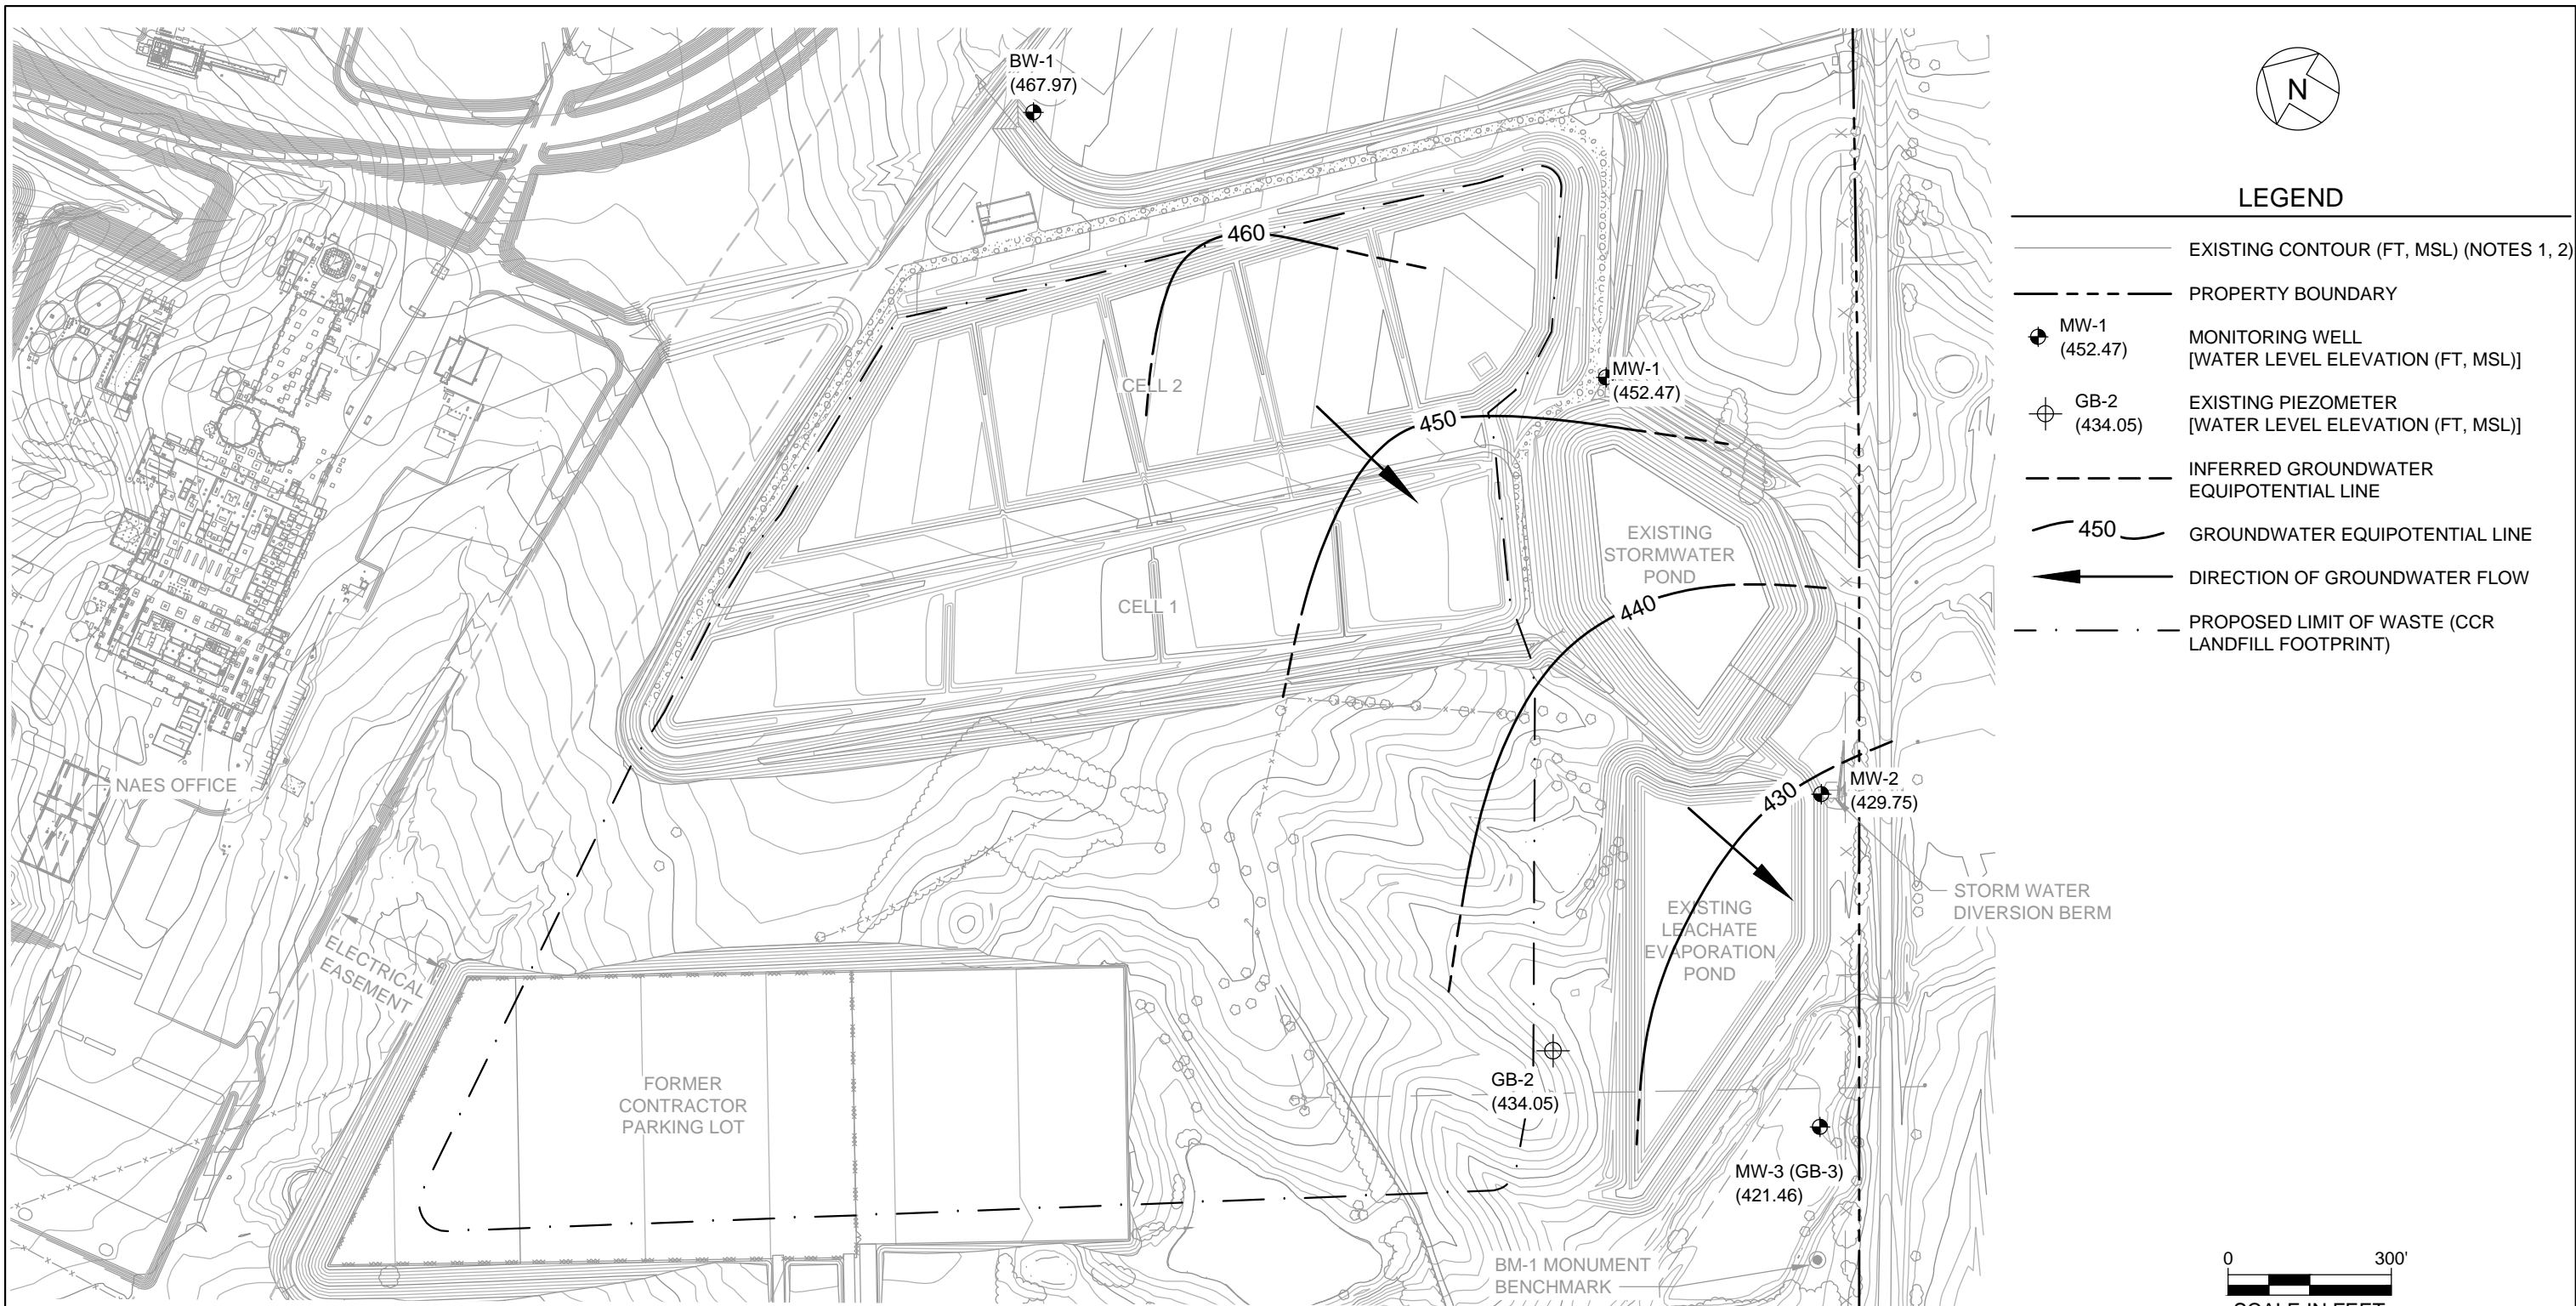 BW-1
(467.97)
N
LEGEND
EXISTING CONTOUR (FT, MSL) (NOTES 1, 2)
PROPERTY BOUNDARY
MW-1
(452.47)
MONITORING WELL
[WATER LEVEL ELEVATION (FT, MSL)]
GB-2
(434.05)
EXISTING PIEZOMETER
[WATER LEVEL ELEVATION (FT, MSL)]
INFERRED GROUNDWATER
EQUIPOTENTIAL LINE
450
GROUNDWATER EQUIPOTENTIAL LINE
DIRECTION OF GROUNDWATER FLOW
PROPOSED LIMIT OF WASTE (CCR
LANDFILL FOOTPRINT)
460
CELL 2
MW-1
(452.47)
450
EXISTING
STORMWATER
POND
CELL 1
440
NAES OFFICE
430
MW-2
(429.75)
STORM WATER
DIVERSION BERM
EXISTING
LEACHATE
EVAPORATION
POND
ELECTRICAL
EASEMENT
FORMER
CONTRACTOR
PARKING LOT
GB-2
(434.05)
MW-3 (GB-3)
(421.46)
BM-1 MONUMENT
BENCHMARK
0 300'
SCALE IN FEET